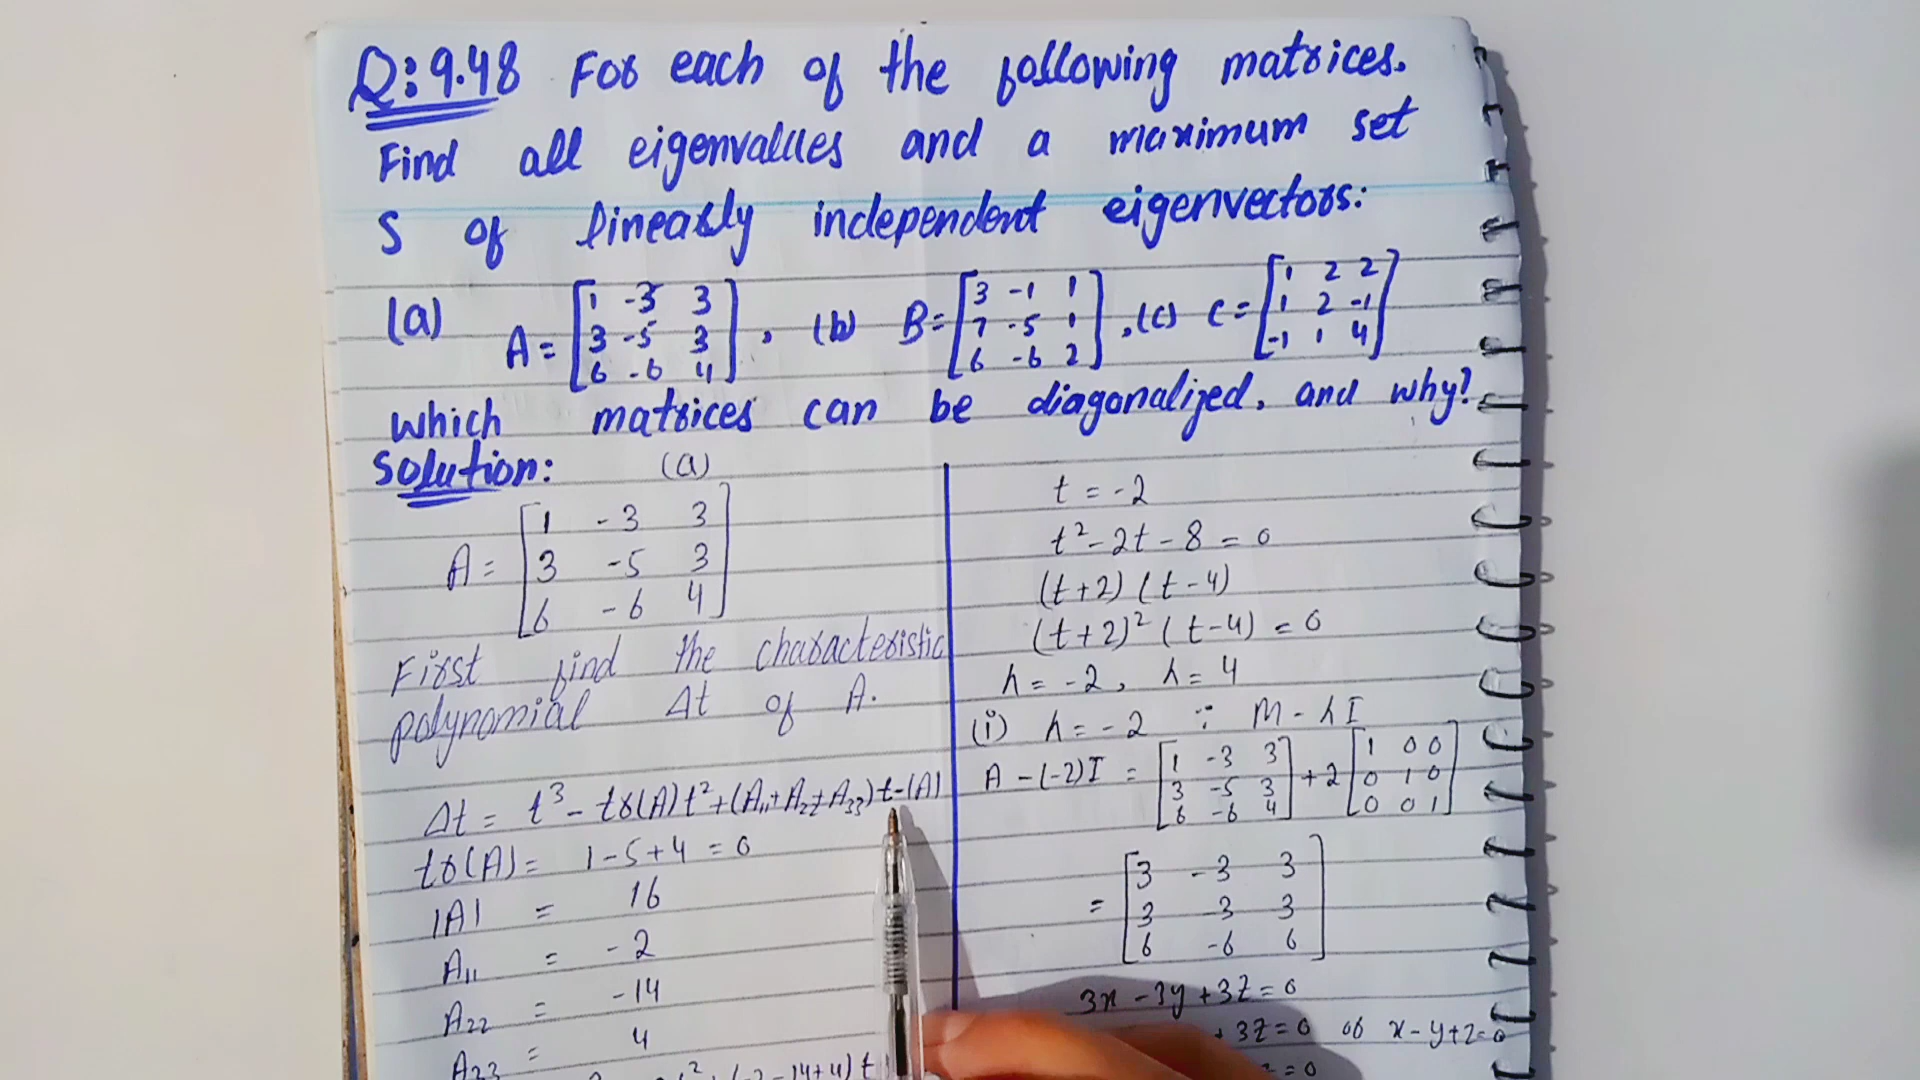 Q:9.48 For each of the following matrices.
Find all eigenvalues and a maximum set
S of linearly independent eigenvectors:
(a) A = [1 -3 3; 3 -5 3; 6 -6 4], (b) B = [3 -1 1; 7 -5 1; 6 -6 2], (c) C = [1 2 2; 1 2 -1; -1 1 4]
Which matrices can be diagonalized, and why?
Solution: (a)
A = [1 -3 3; 3 -5 3; 6 -6 4]
First find the characteristic
polynomial Δt of A.
Δt = t³ - tr(A)t² + (A₁₁+A₂₂+A₃₃)t - (A)
tr(A) = 1-5+4 = 0
|A| = 16
A₁₁ = -2
A₂₂ = -14
A₃₃ = 4
t² + (-2-14+4) t
t = -2
t² - 2t - 8 = 0
(t+2) (t-4)
(t+2)² (t-4) = 0
λ = -2, λ = 4
(i) λ = -2 ∵ M - λI
A - (-2)I = [1 -3 3; 3 -5 3; 6 -6 4] + 2 [1 0 0; 0 1 0; 0 0 1]
= [3 -3 3; 3 -3 3; 6 -6 6]
3x - 3y + 3z = 0
+ 3z = 0 or x - y + z = 0
= 0